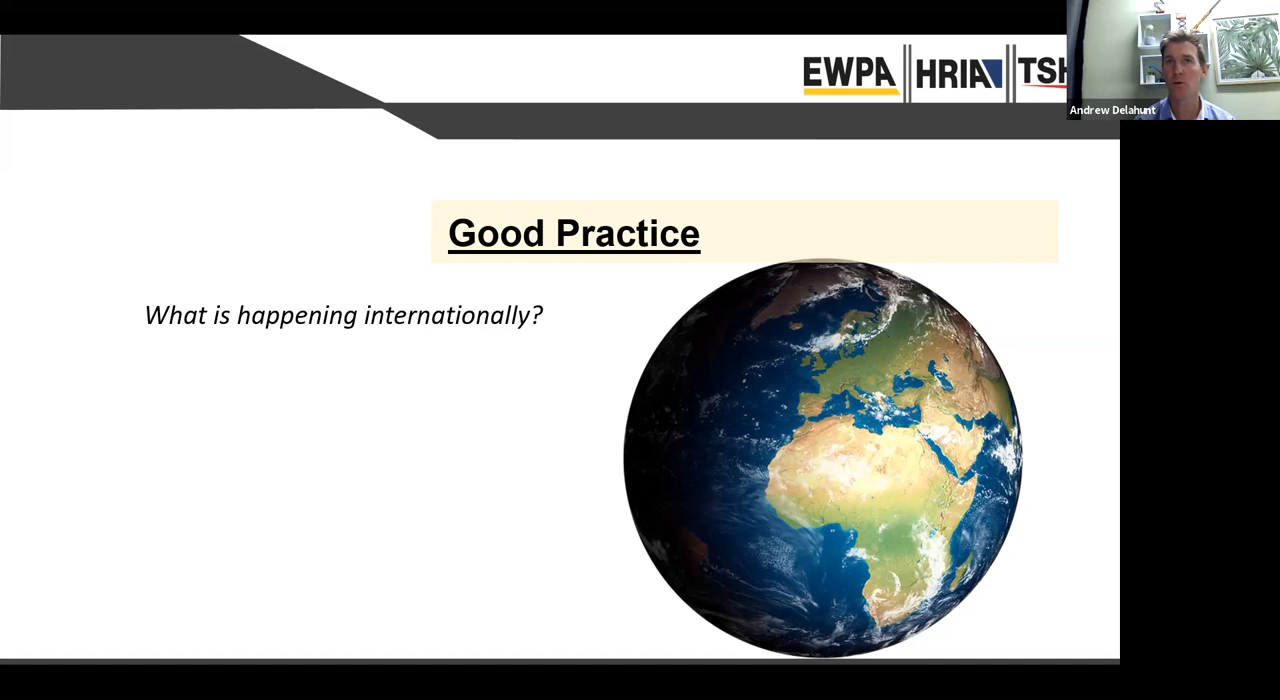 EWPA HRIA TSH
Andrew Delahunt
Good Practice
What is happening internationally?